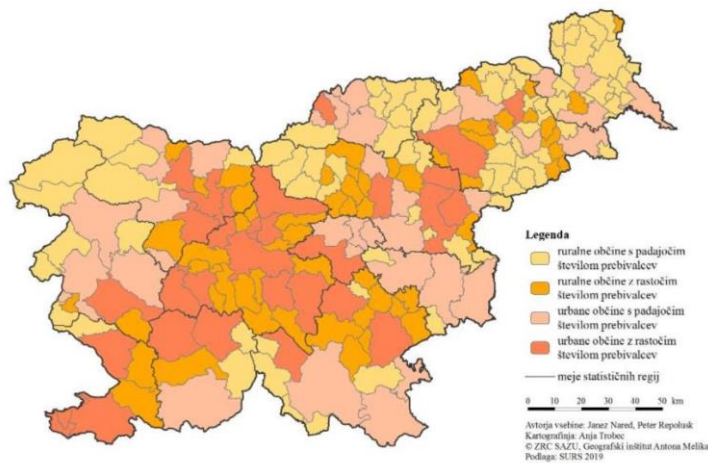 Legenda
ruralne občine s padajočim
številom prebivalcev
ruralne občine z rastočim
številom prebivalcev
urbane občine s padajočim
številom prebivalcev
urbane občine z rastočim
številom prebivalcev
meje statističnih regij
0 10 20 30 40 50
km
Avtorja vsebine: Janez Nared, Peter Repolusk
Kartografinja: Anja Trobec
© ZRC SAZU, Geografski inštitut Antona Melika
Podlaga: SURS 2019